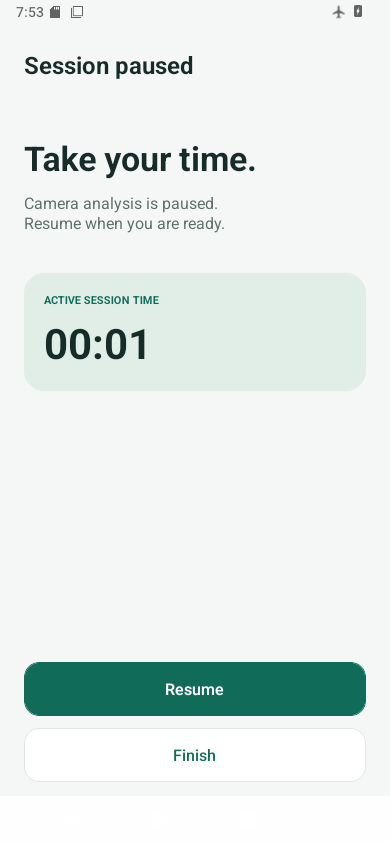 7:53
Session paused
Take your time.
Camera analysis is paused.
Resume when you are ready.
ACTIVE SESSION TIME
00:01
Resume
Finish